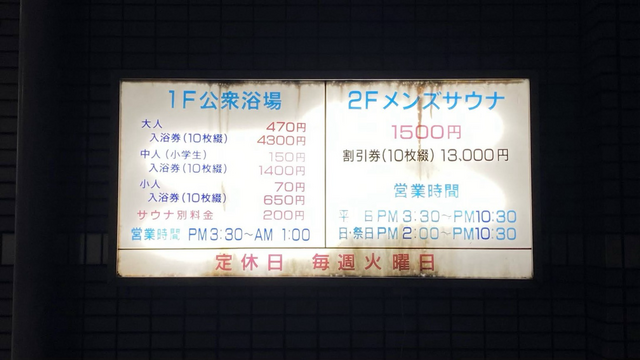 1F公衆浴場
大人 470円
入浴券(10枚綴) 4300円
中人(小学生) 150円
入浴券(10枚綴) 1400円
小人 70円
入浴券(10枚綴) 650円
サウナ別料金 200円
営業時間 PM3:30～AM 1:00
2Fメンズサウナ
1500円
割引券(10枚綴) 13,000円
営業時間
平 日 PM 3:30～PM10:30
日・祭日 PM 2:00～PM10:30
定休日 毎週火曜日